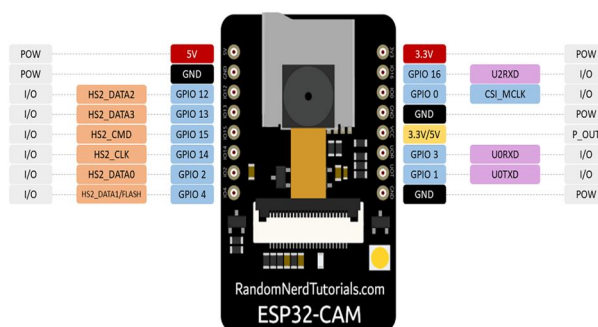 POW 5V 3.3V POW
POW GND GPIO 16 U2RXD I/O
I/O HS2_DATA2 GPIO 12 GPIO 0 CSI_MCLK I/O
I/O HS2_DATA3 GPIO 13 GND POW
I/O HS2_CMD GPIO 15 3.3V/5V P_OUT
I/O HS2_CLK GPIO 14 GPIO 3 U0RXD I/O
I/O HS2_DATA0 GPIO 2 GPIO 1 U0TXD I/O
I/O HS2_DATA1/FLASH GPIO 4 GND POW
RandomNerdTutorials.com
ESP32-CAM